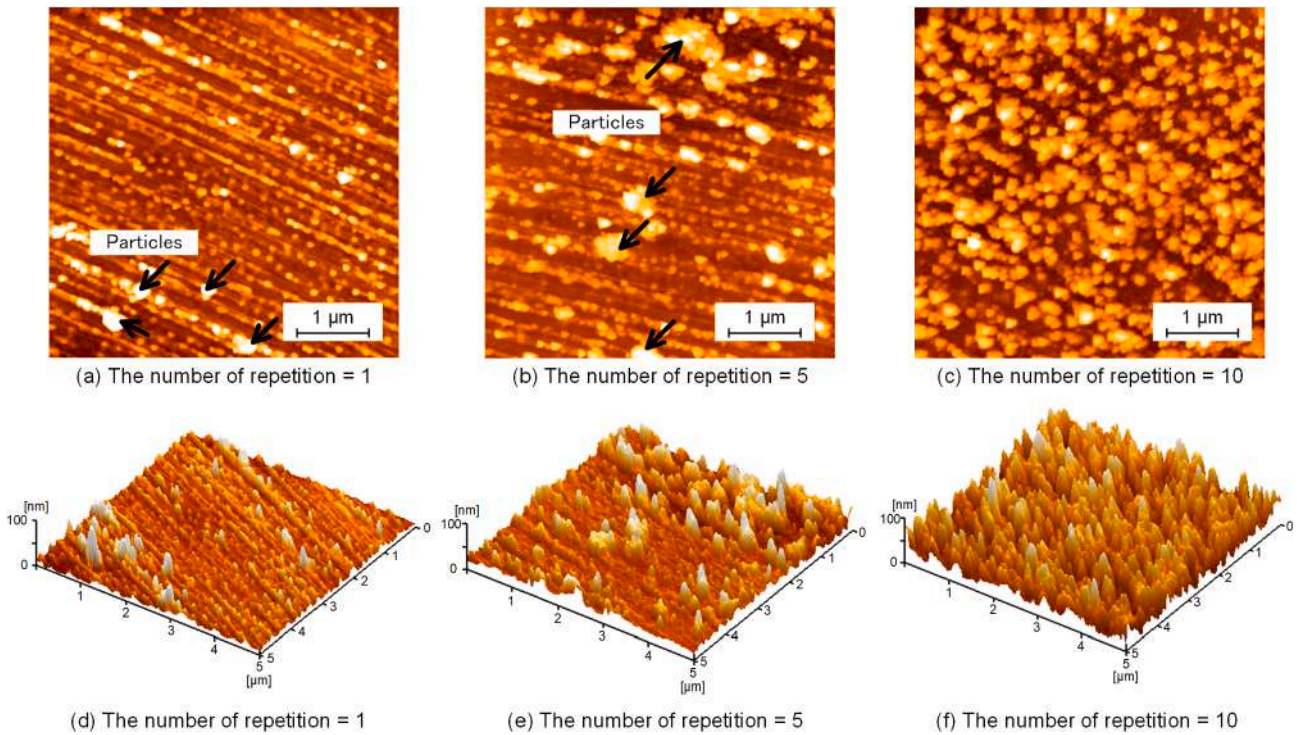 Particles
1 μm
(a) The number of repetition = 1
Particles
1 μm
(b) The number of repetition = 5
1 μm
(c) The number of repetition = 10
[nm]
100
0
1
2
3
4
5
[μm]
0
1
2
3
4
5
(d) The number of repetition = 1
[nm]
100
0
1
2
3
4
5
[μm]
0
1
2
3
4
5
(e) The number of repetition = 5
[nm]
100
0
1
2
3
4
5
[μm]
0
1
2
3
4
5
(f) The number of repetition = 10